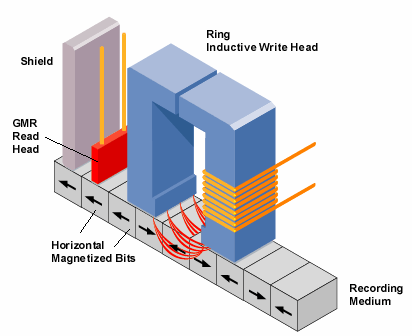 Ring
Inductive Write Head
Shield
GMR
Read
Head
Horizontal
Magnetized Bits
Recording
Medium